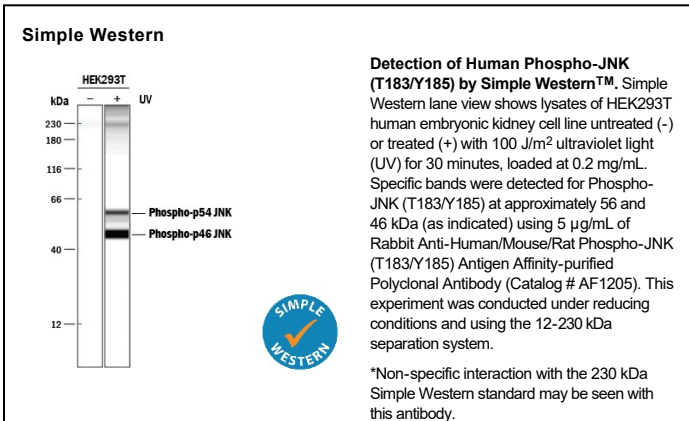 Simple Western
HEK293T
kDa – + UV
230
180
116
66
Phospho-p54 JNK
Phospho-p46 JNK
40
12
SIMPLE
WESTERN
Detection of Human Phospho-JNK
(T183/Y185) by Simple Western™. Simple
Western lane view shows lysates of HEK293T
human embryonic kidney cell line untreated (-)
or treated (+) with 100 J/m² ultraviolet light
(UV) for 30 minutes, loaded at 0.2 mg/mL.
Specific bands were detected for Phospho-
JNK (T183/Y185) at approximately 56 and
46 kDa (as indicated) using 5 µg/mL of
Rabbit Anti-Human/Mouse/Rat Phospho-JNK
(T183/Y185) Antigen Affinity-purified
Polyclonal Antibody (Catalog # AF1205). This
experiment was conducted under reducing
conditions and using the 12-230 kDa
separation system.
*Non-specific interaction with the 230 kDa
Simple Western standard may be seen with
this antibody.